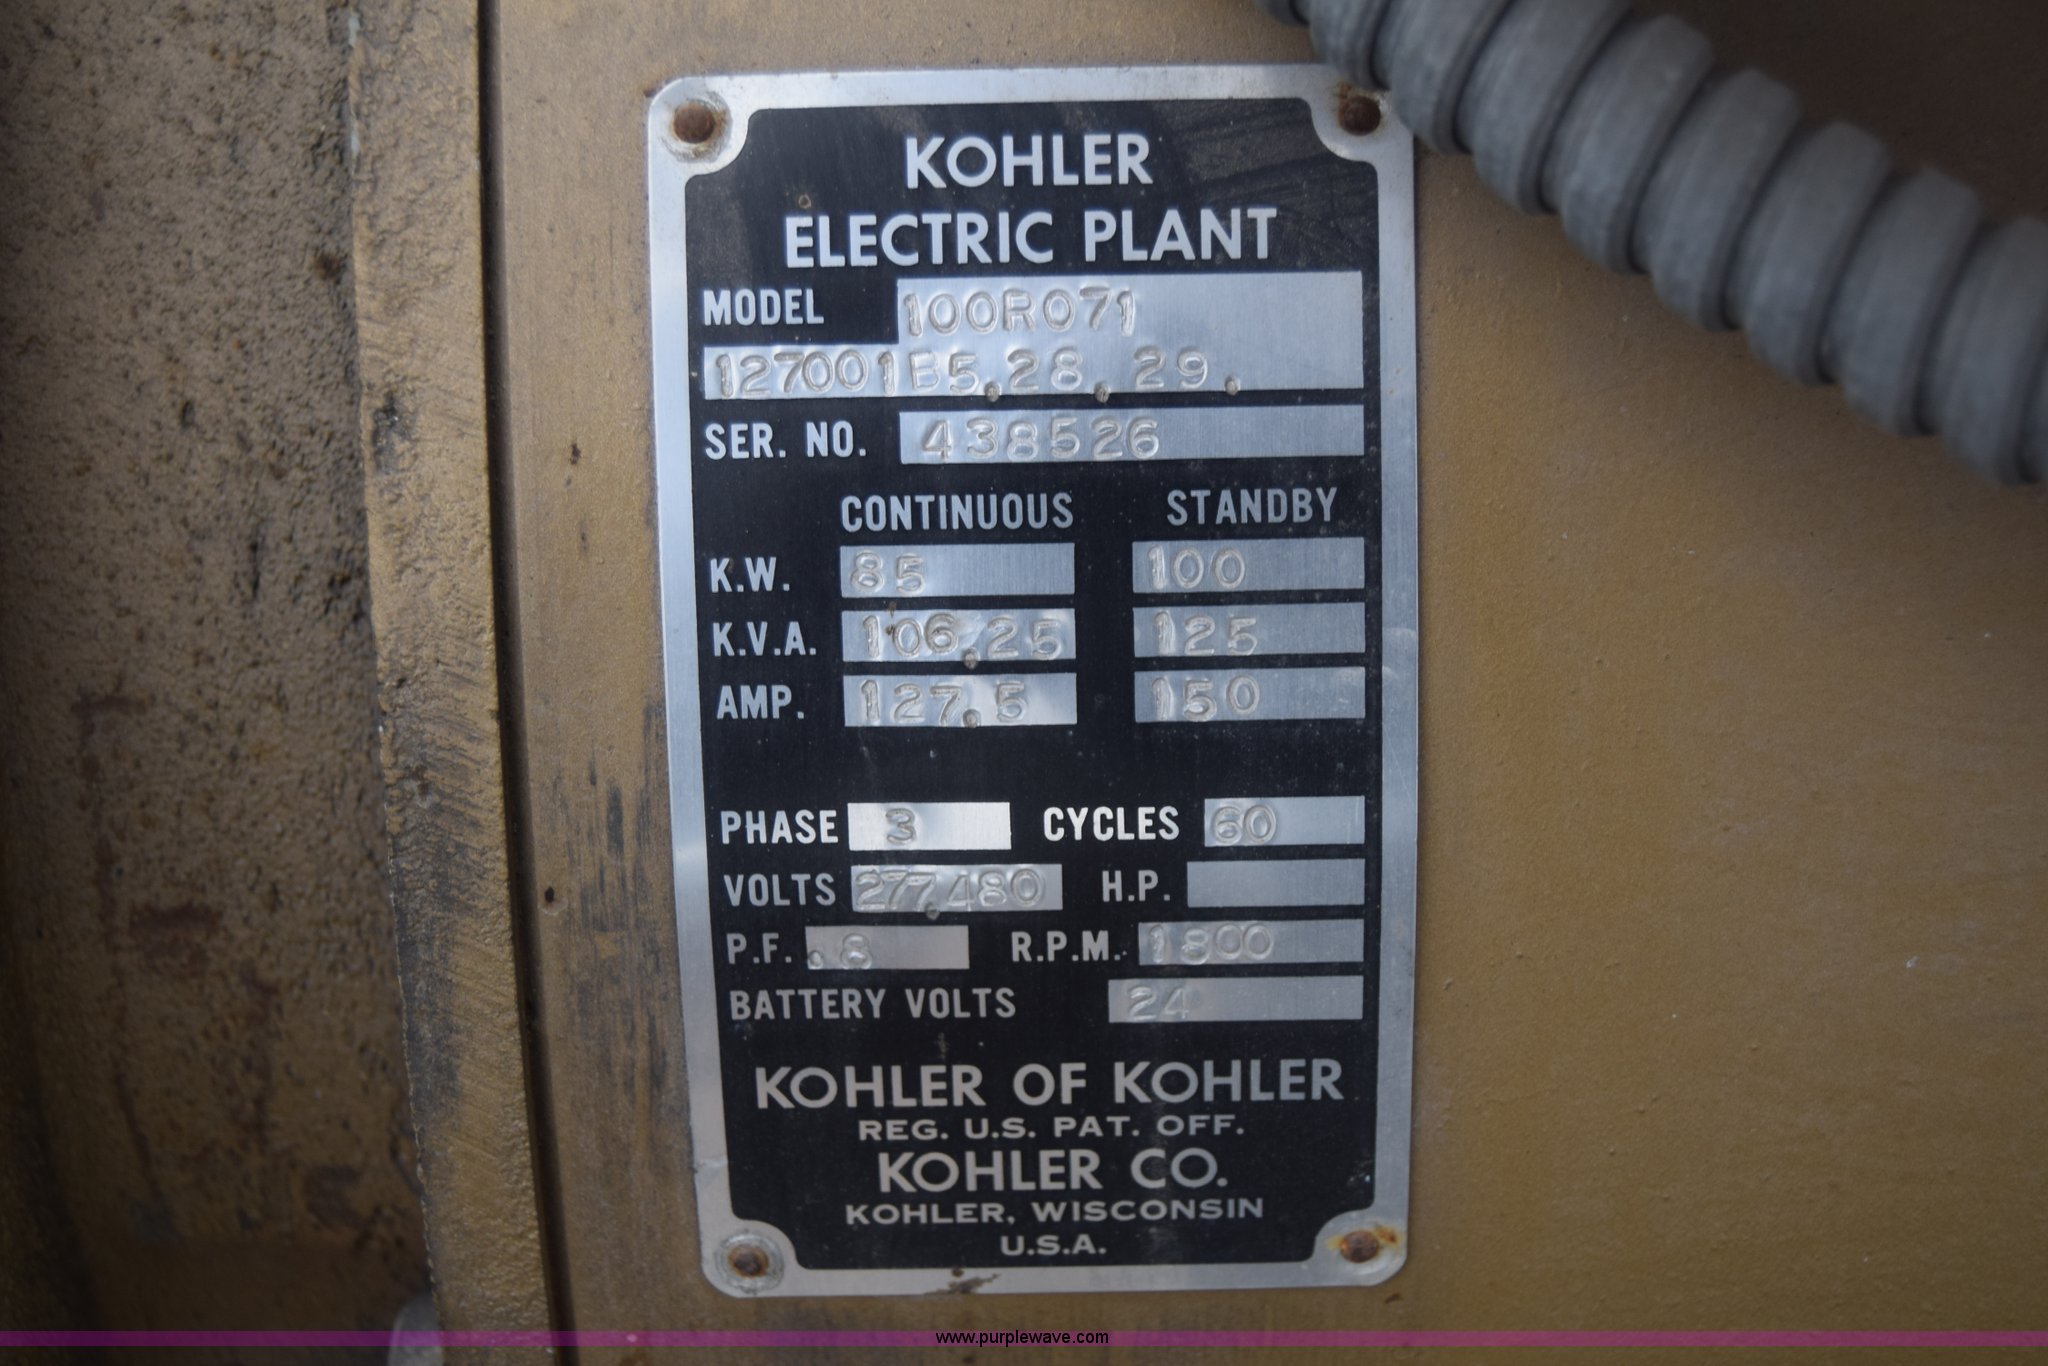 KOHLER
ELECTRIC PLANT
MODEL 100R071
127001B5,28,29.
SER. NO. 438526
CONTINUOUS STANDBY
K.W. 85 100
K.V.A. 106.25 125
AMP. 127.5 150
PHASE 3 CYCLES 60
VOLTS 277,480 H.P.
P.F. .8 R.P.M. 1800
BATTERY VOLTS 24
KOHLER OF KOHLER
REG. U.S. PAT. OFF.
KOHLER CO.
KOHLER, WISCONSIN
U.S.A.
www.purplewave.com